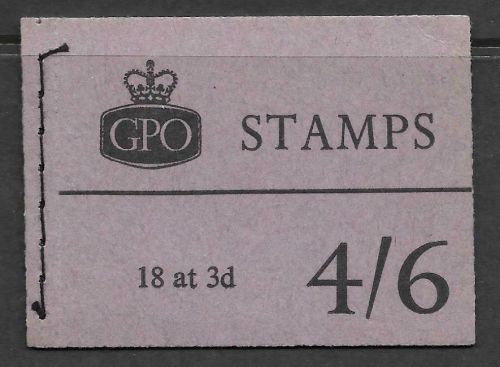 GPO
STAMPS
18 at 3d
4/6